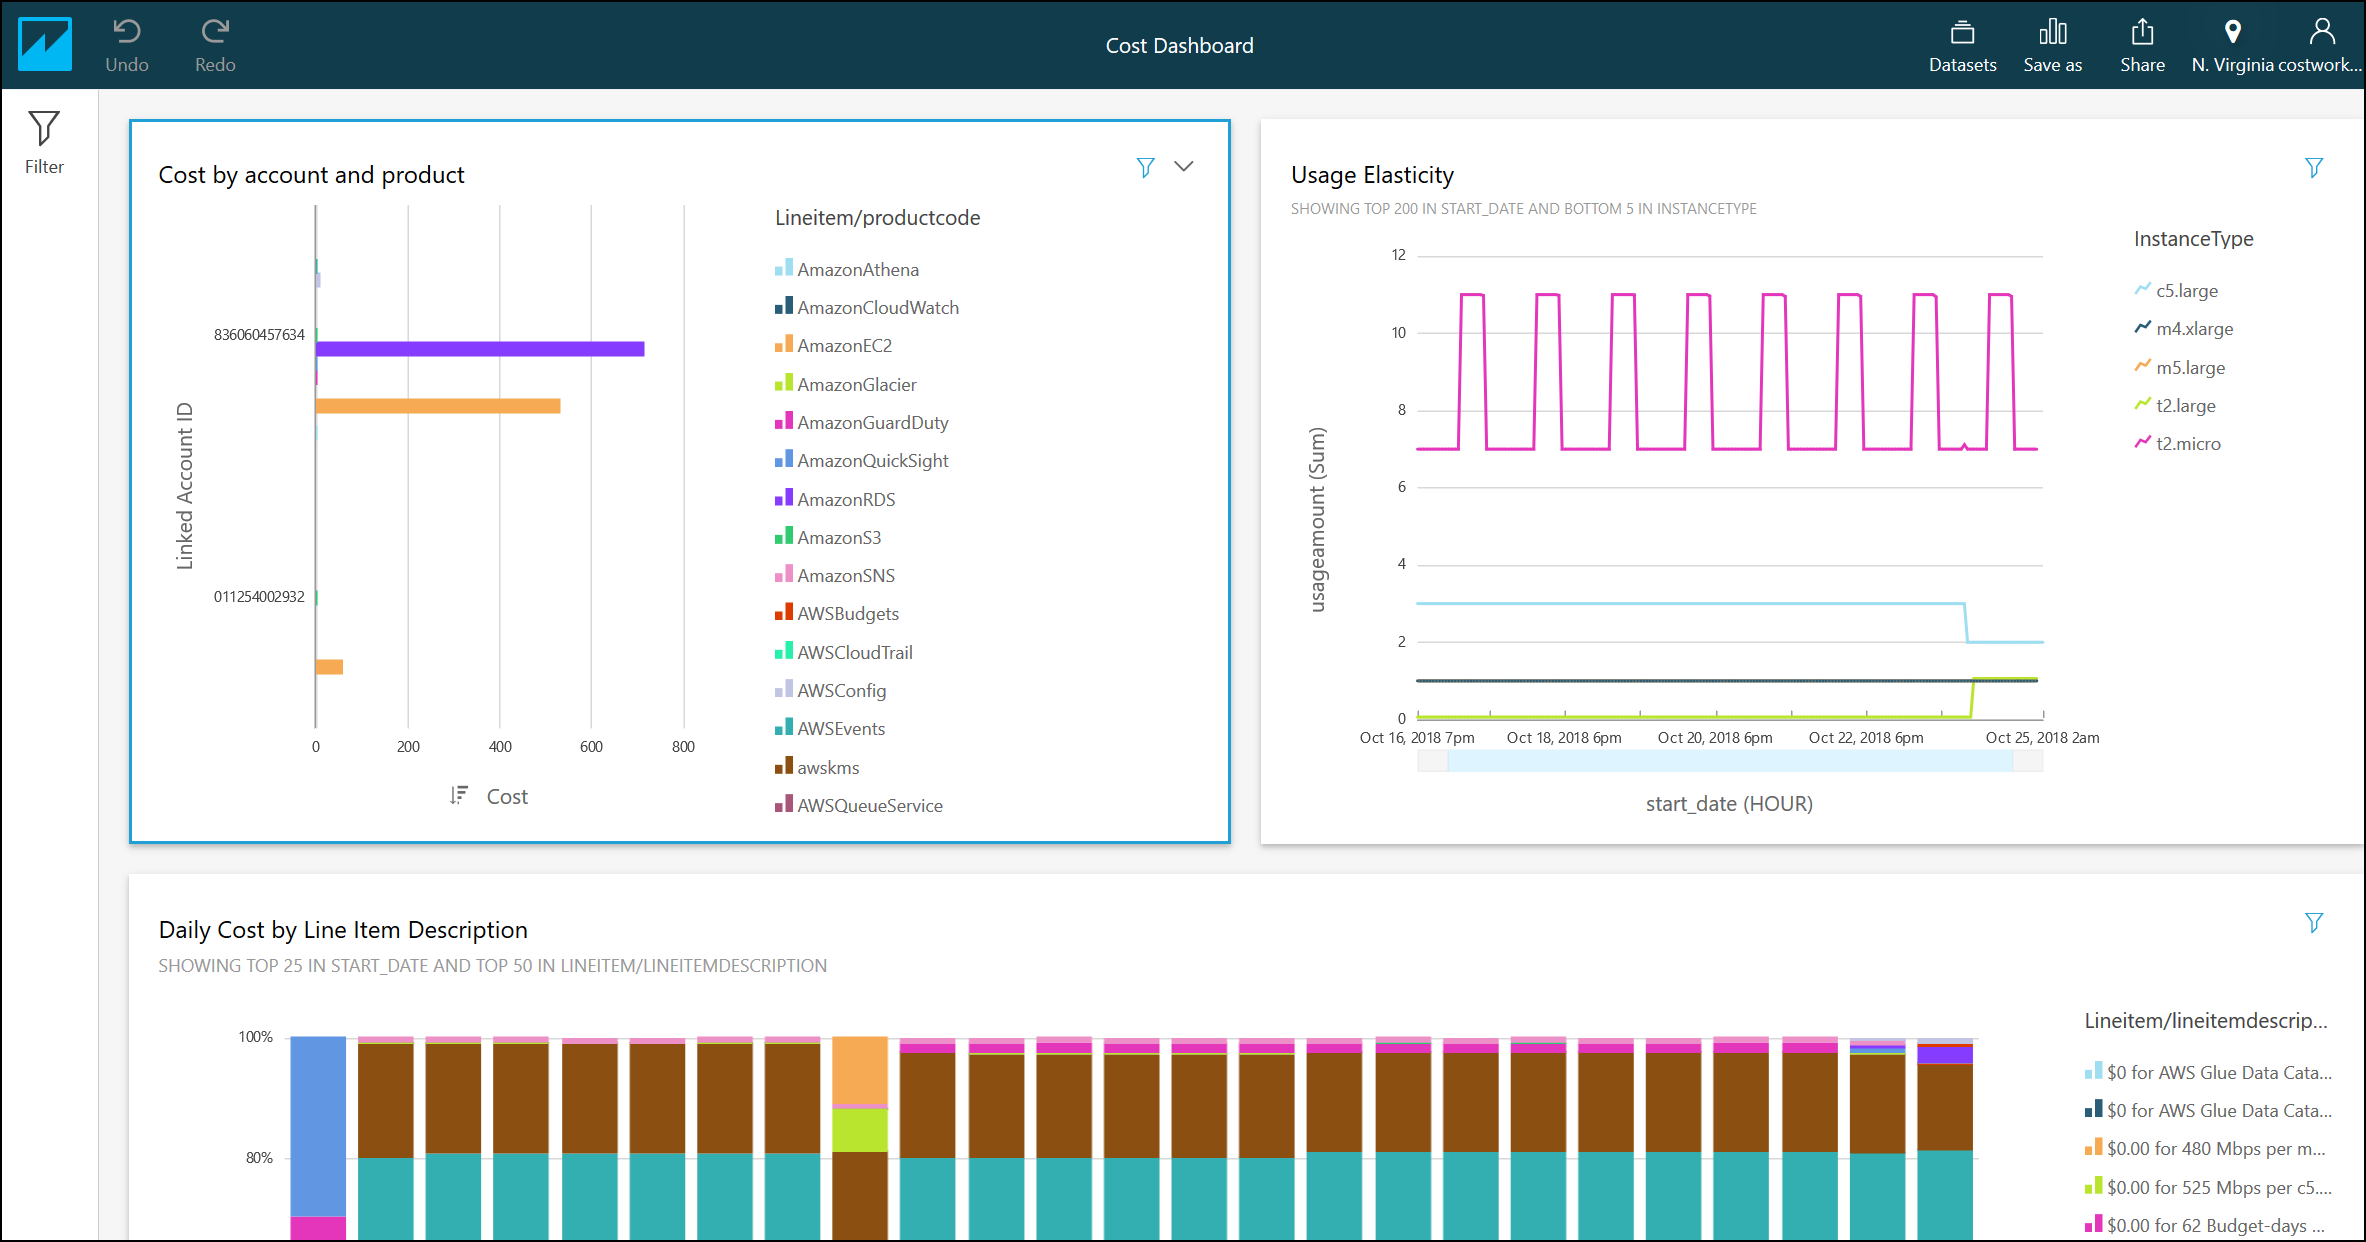 Undo
Redo
Cost Dashboard
Datasets
Save as
Share
N. Virginia
costwork...
Filter
Cost by account and product
Linked Account ID
836060457634
011254002932
0
200
400
600
800
Cost
Lineitem/productcode
AmazonAthena
AmazonCloudWatch
AmazonEC2
AmazonGlacier
AmazonGuardDuty
AmazonQuickSight
AmazonRDS
AmazonS3
AmazonSNS
AWSBudgets
AWSCloudTrail
AWSConfig
AWSEvents
awskms
AWSQueueService
Usage Elasticity
SHOWING TOP 200 IN START_DATE AND BOTTOM 5 IN INSTANCETYPE
usageamount (Sum)
12
10
8
6
4
2
0
Oct 16, 2018 7pm
Oct 18, 2018 6pm
Oct 20, 2018 6pm
Oct 22, 2018 6pm
Oct 25, 2018 2am
start_date (HOUR)
InstanceType
c5.large
m4.xlarge
m5.large
t2.large
t2.micro
Daily Cost by Line Item Description
SHOWING TOP 25 IN START_DATE AND TOP 50 IN LINEITEM/LINEITEMDESCRIPTION
100%
80%
Lineitem/lineitemdescrip...
$0 for AWS Glue Data Cata...
$0 for AWS Glue Data Cata...
$0.00 for 480 Mbps per m...
$0.00 for 525 Mbps per c5....
$0.00 for 62 Budget-days ...